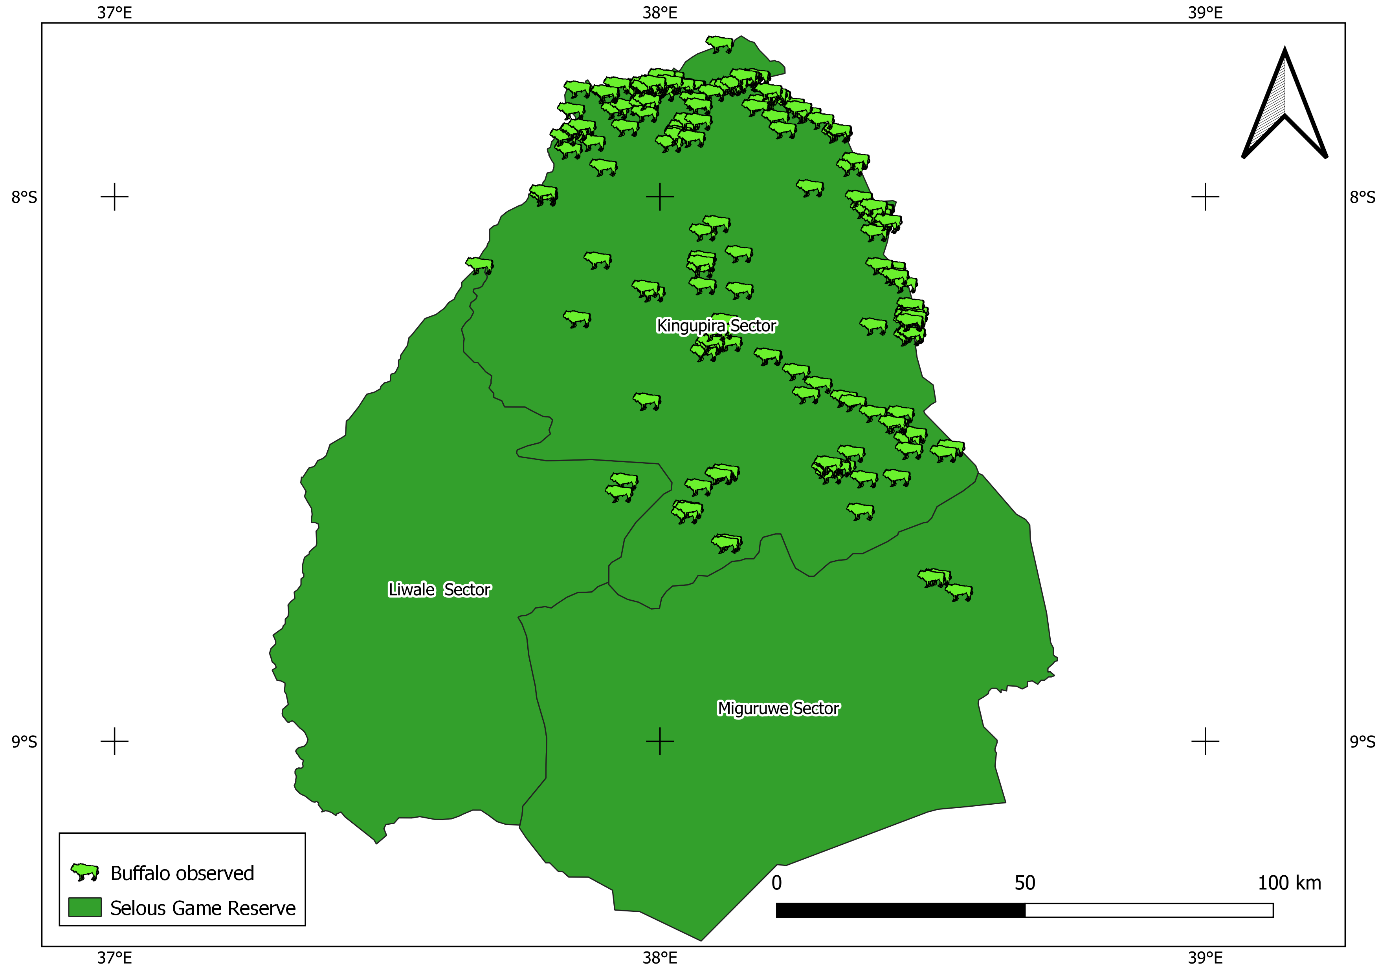 37°E 38°E 39°E
8°S 8°S
Kingupira Sector
Liwale Sector
Miguruwe Sector
9°S 9°S
Buffalo observed
Selous Game Reserve
0 50 100 km
37°E 38°E 39°E